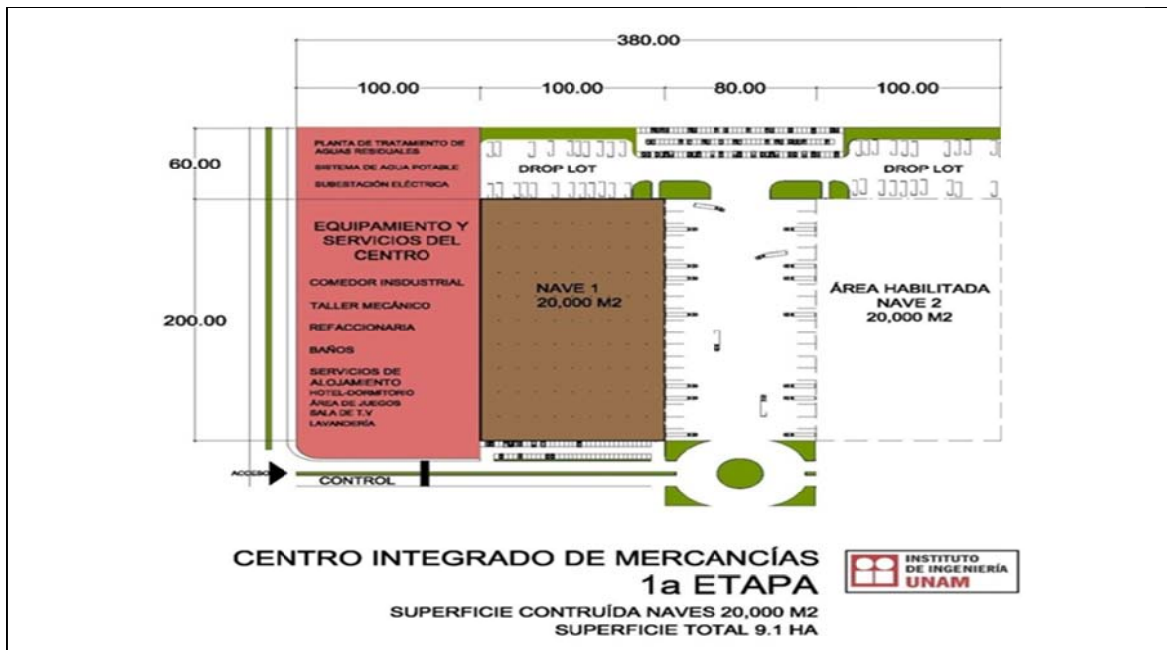 380.00
100.00 100.00 80.00 100.00
60.00
200.00
PLANTA DE TRATAMIENTO DE
AGUAS RESIDUALES
SISTEMA DE AGUA POTABLE
SUBESTACIÓN ELÉCTRICA
DROP LOT
DROP LOT
EQUIPAMIENTO Y
SERVICIOS DEL
CENTRO
COMEDOR INSDUSTRIAL
TALLER MECÁNICO
REFACCIONARIA
BAÑOS
SERVICIOS DE
ALOJAMIENTO
HOTEL-DORMITORIO
ÁREA DE JUEGOS
SALA DE T.V
LAVANDERÍA
NAVE 1
20,000 M2
ÁREA HABILITADA
NAVE 2
20,000 M2
ACCESO
CONTROL
CENTRO INTEGRADO DE MERCANCÍAS
1a ETAPA
SUPERFICIE CONTRUÍDA NAVES 20,000 M2
SUPERFICIE TOTAL 9.1 HA
INSTITUTO
DE INGENIERÍA
UNAM